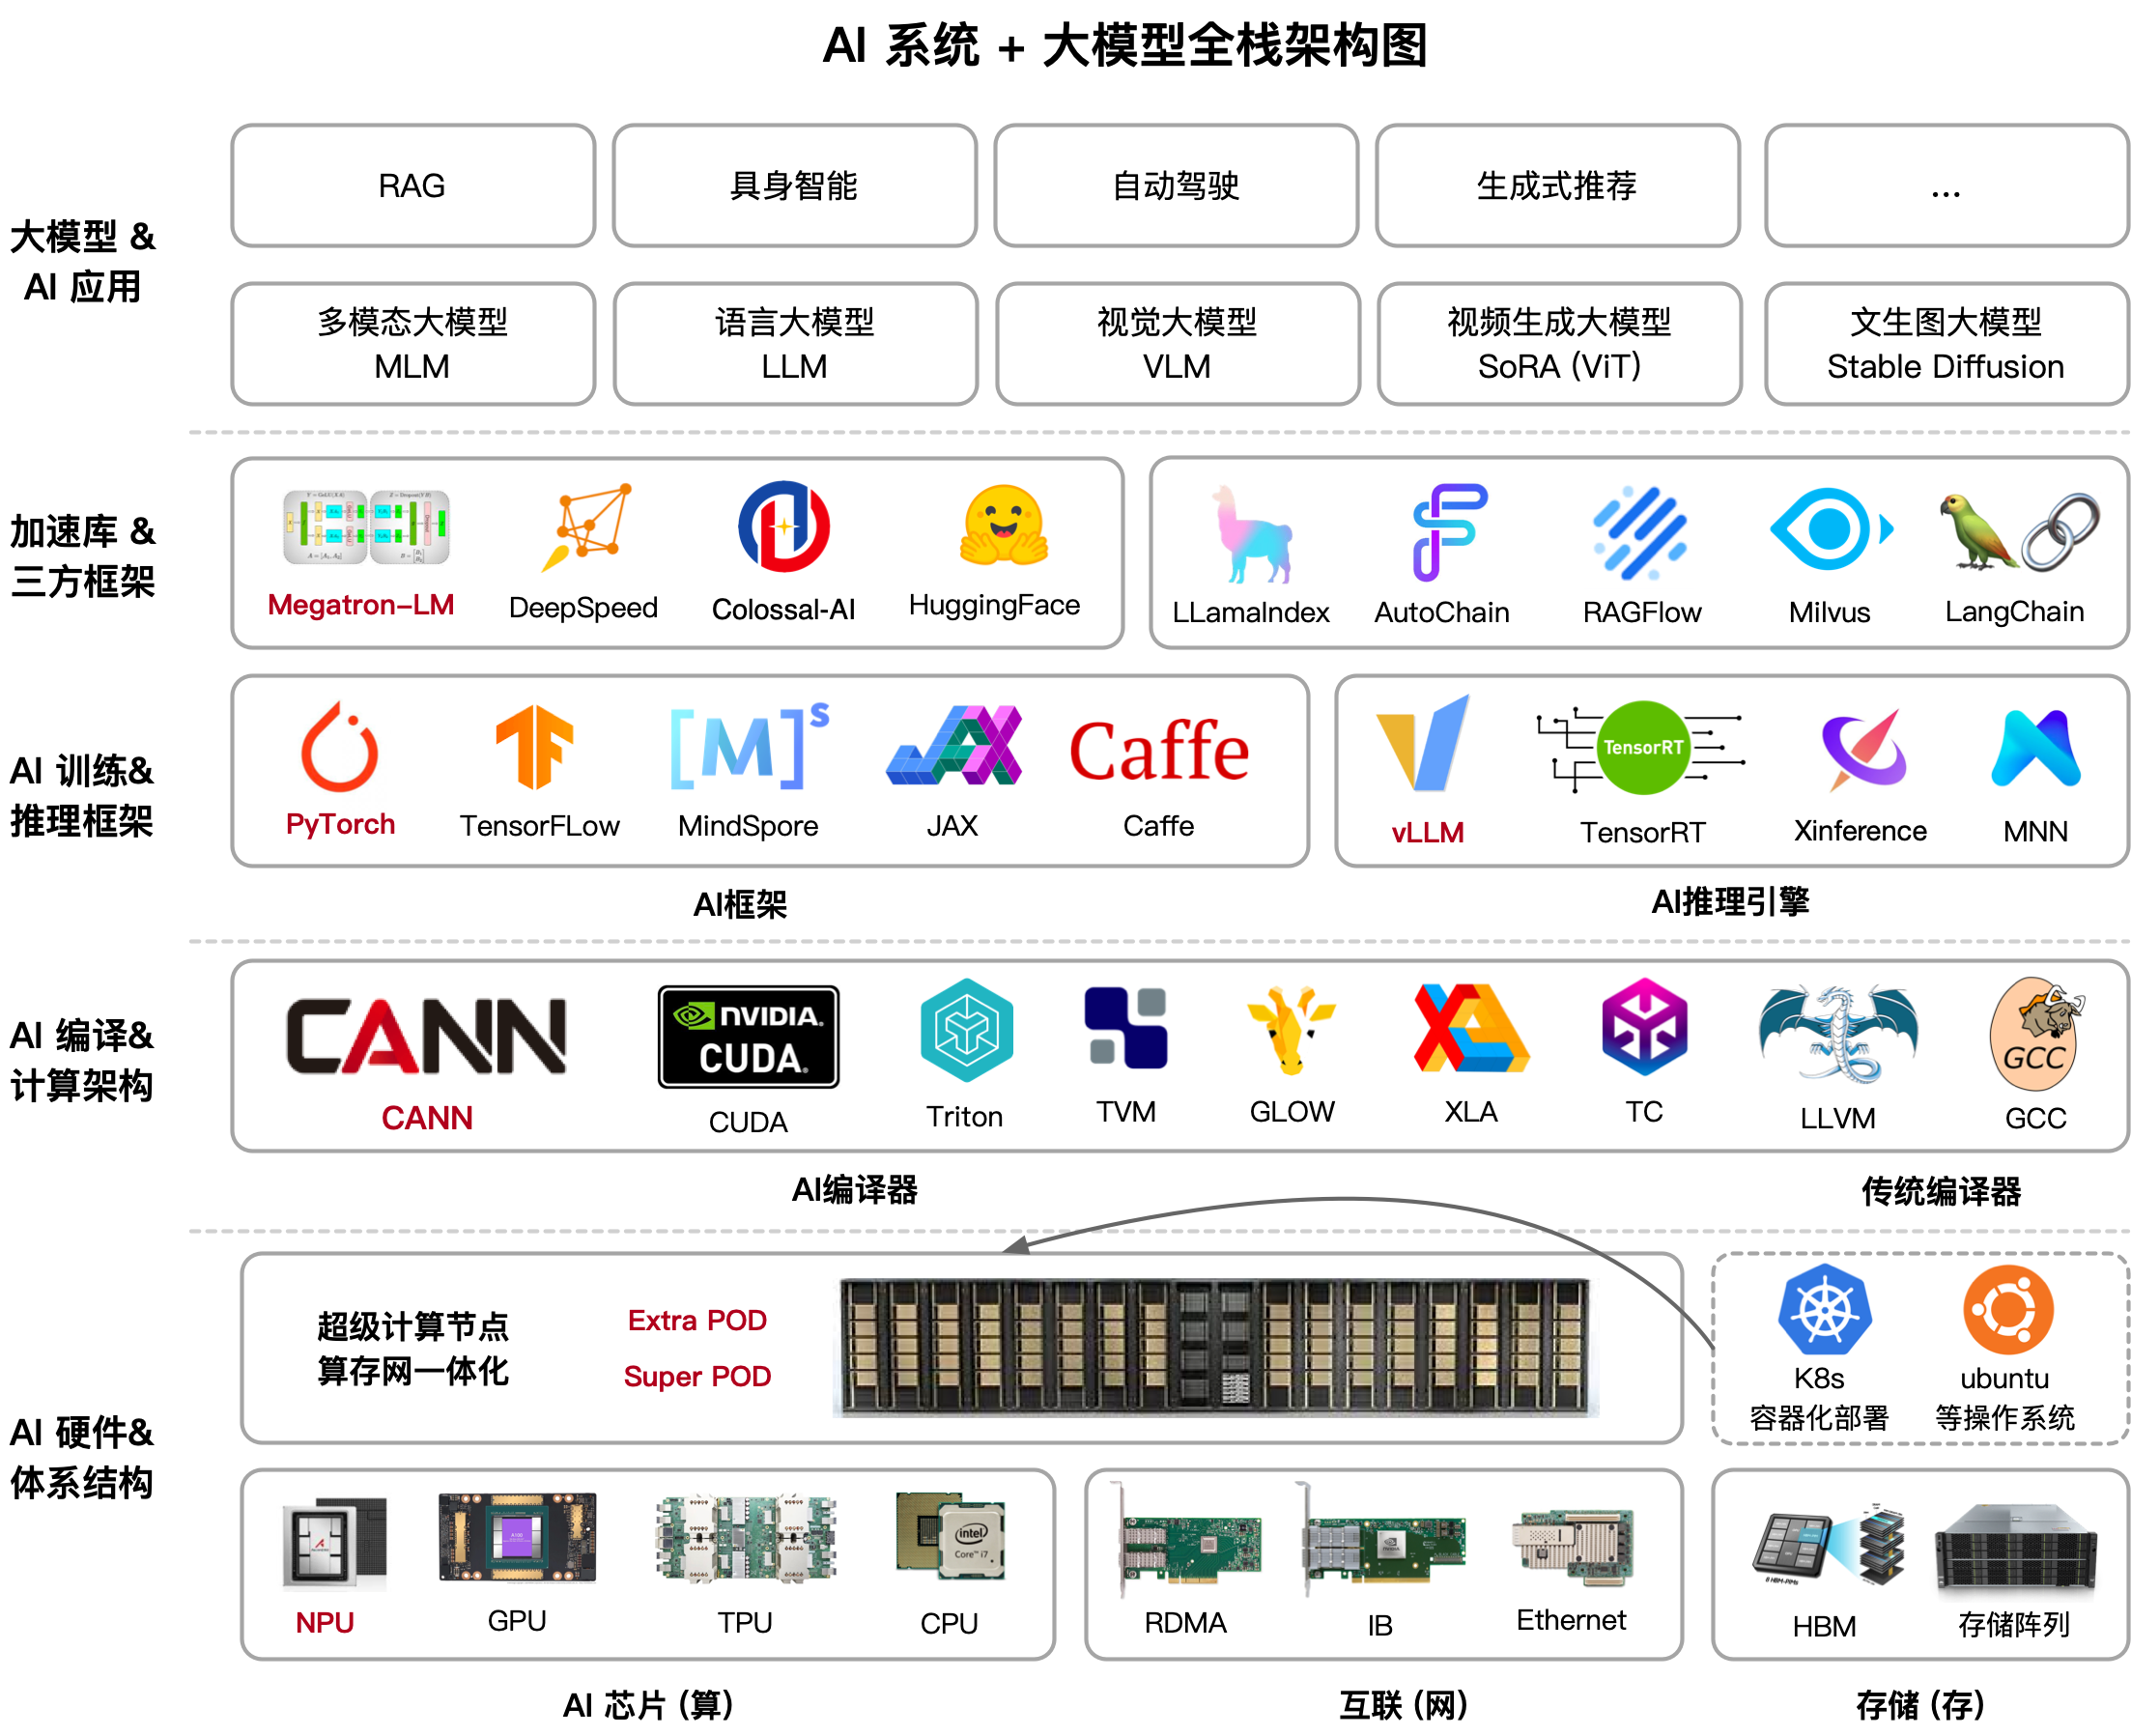 AI 系统 + 大模型全栈架构图
大模型 &
AI 应用
RAG
具身智能
自动驾驶
生成式推荐
...
多模态大模型
MLM
语言大模型
LLM
视觉大模型
VLM
视频生成大模型
SoRA (ViT)
文生图大模型
Stable Diffusion
加速库 &
三方框架
Megatron-LM
DeepSpeed
Colossal-AI
HuggingFace
LLamaIndex
AutoChain
RAGFlow
Milvus
LangChain
AI 训练&
推理框架
[M]s
Caffe
TensorRT
PyTorch
TensorFLow
MindSpore
JAX
Caffe
vLLM
TensorRT
Xinference
MNN
AI框架
AI推理引擎
AI 编译&
计算架构
CANN
NVIDIA.
CUDA
GCC
CANN
CUDA
Triton
TVM
GLOW
XLA
TC
LLVM
GCC
AI编译器
传统编译器
AI 硬件&
体系结构
超级计算节点
算存网一体化
Extra POD
Super POD
K8s
容器化部署
ubuntu
等操作系统
A100
intel
Core i7
NPU
GPU
TPU
CPU
RDMA
IB
Ethernet
HBM
存储阵列
AI 芯片 (算)
互联 (网)
存储 (存)